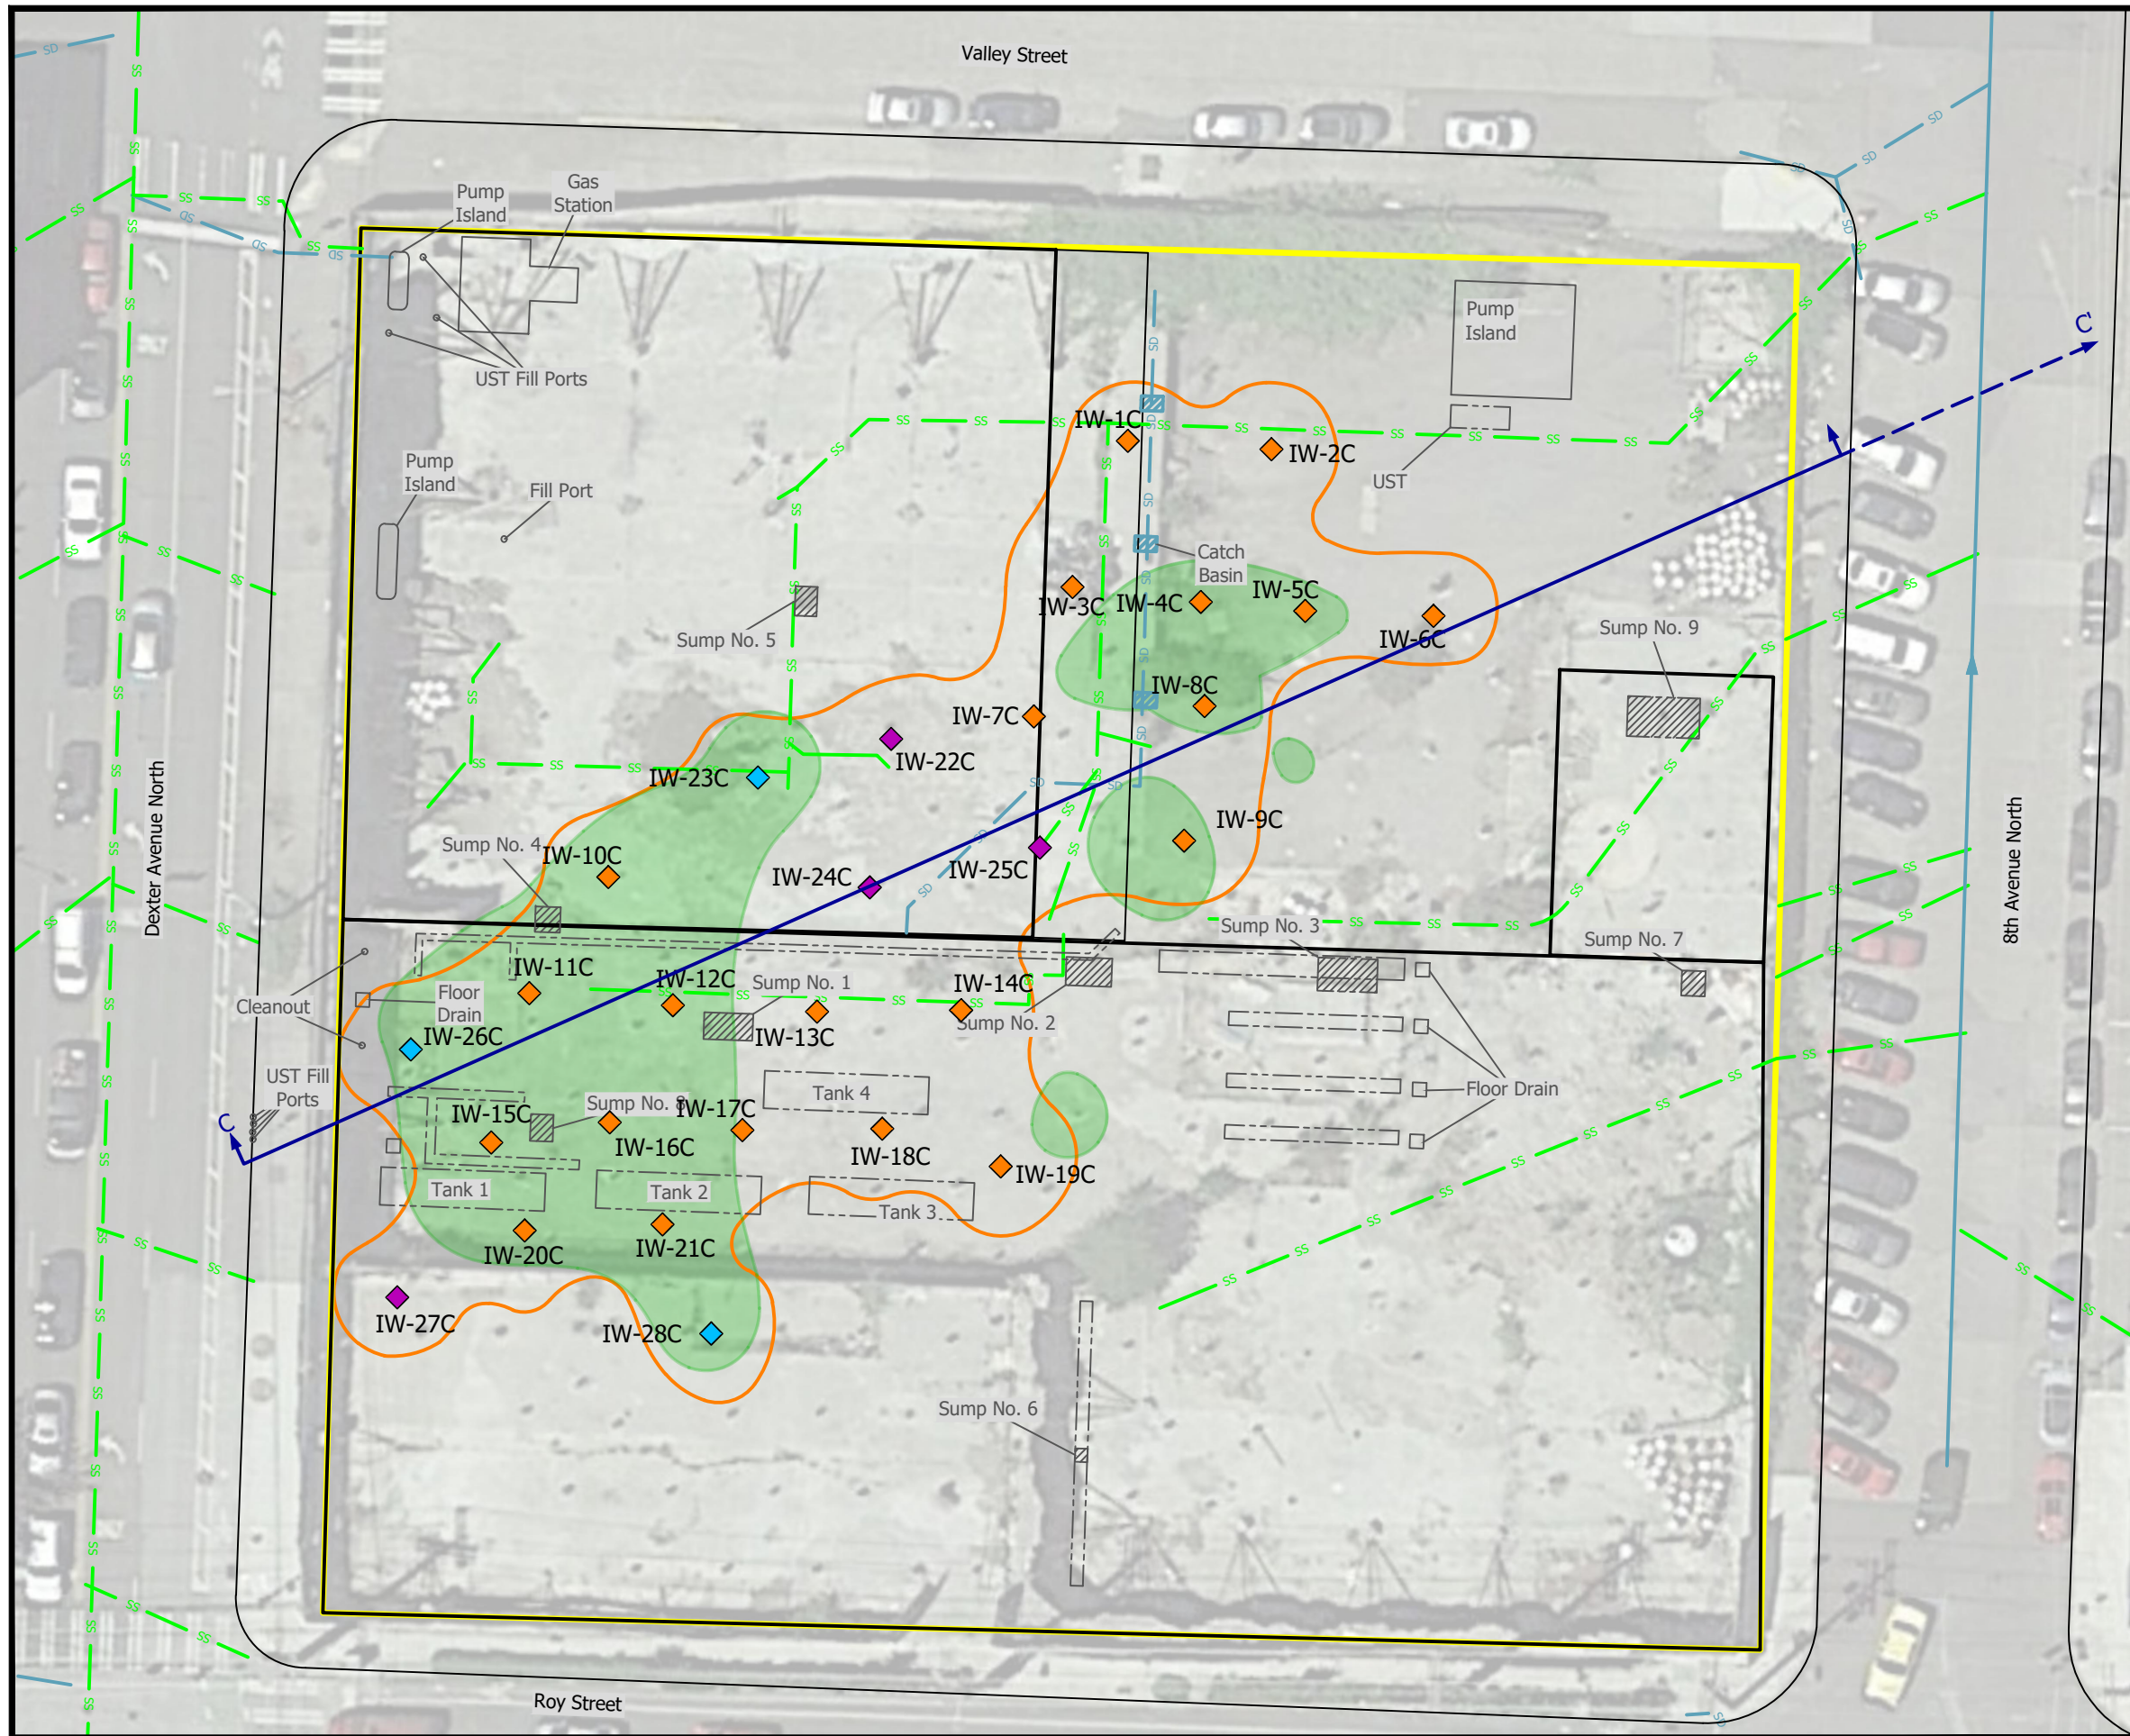 Valley Street
Pump
Island
Gas
Station
UST Fill Ports
Pump
Island
C'
IW-1C
IW-2C
Pump
Island
Fill Port
UST
Catch
Basin
IW-3C
IW-4C
IW-5C
IW-6C
Sump No. 5
Sump No. 9
IW-8C
IW-7C
IW-22C
IW-23C
IW-9C
Sump No. 4
IW-10C
IW-24C
IW-25C
Dexter Avenue North
8th Avenue North
Sump No. 3
Sump No. 7
IW-11C
IW-12C
Sump No. 1
IW-14C
Cleanout
Floor
Drain
IW-26C
IW-13C
Sump No. 2
UST Fill
Ports
C
IW-15C
Sump No. 8
IW-17C
Tank 4
Floor Drain
IW-16C
IW-18C
IW-19C
Tank 1
Tank 2
Tank 3
IW-20C
IW-21C
IW-27C
IW-28C
Sump No. 6
Roy Street
SD
SS